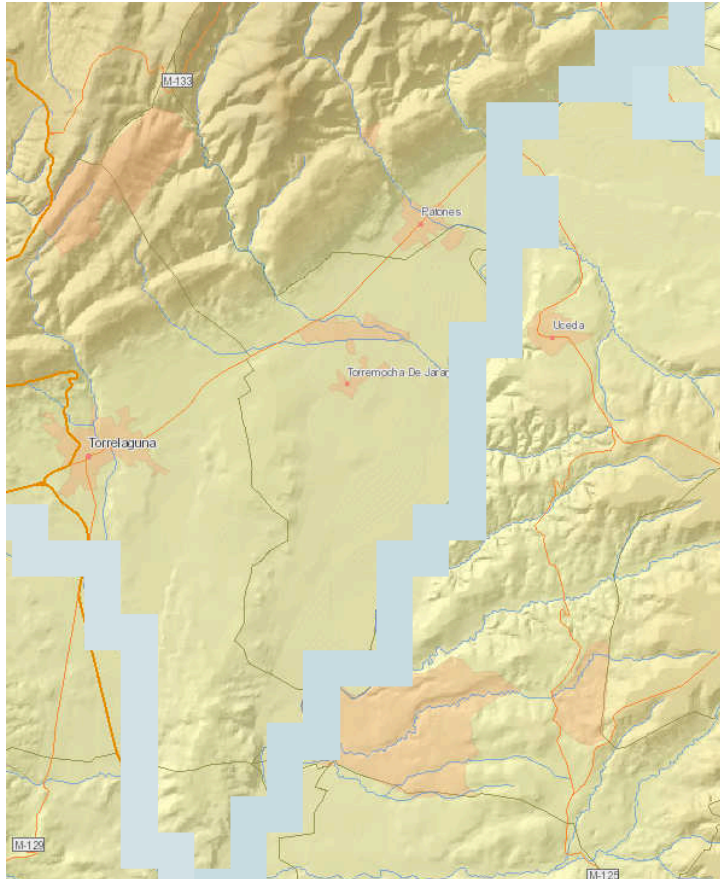 M-133
Patones
Uceda
Torremocha De Jarar
Torrelaguna
M-129
M-125